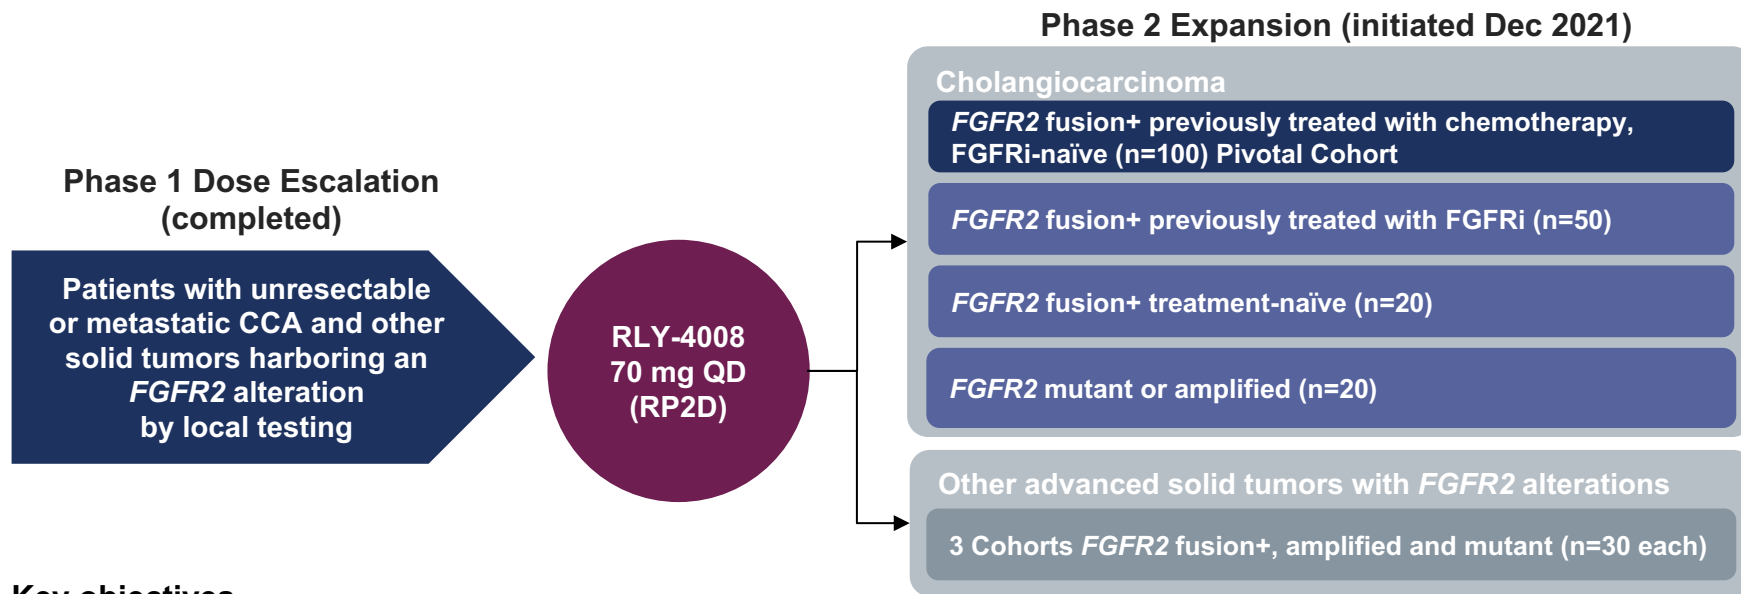 Phase 1 Dose Escalation
(completed)
Patients with unresectable
or metastatic CCA and other
solid tumors harboring an
FGFR2 alteration
by local testing
RLY-4008
70 mg QD
(RP2D)
Phase 2 Expansion (initiated Dec 2021)
Cholangiocarcinoma
FGFR2 fusion+ previously treated with chemotherapy,
FGFRi-naïve (n=100) Pivotal Cohort
FGFR2 fusion+ previously treated with FGFRi (n=50)
FGFR2 fusion+ treatment-naïve (n=20)
FGFR2 mutant or amplified (n=20)
Other advanced solid tumors with FGFR2 alterations
3 Cohorts FGFR2 fusion+, amplified and mutant (n=30 each)
Key objectives